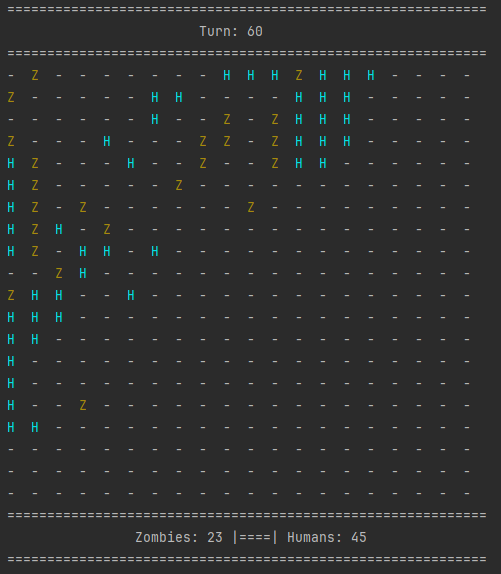 ============================================================
Turn: 60
============================================================
- Z - - - - - - - H H H Z H H H - - - -
Z - - - - - H H - - - - H H H - - - - -
- - - - - - H - - Z - Z H H H - - - - -
Z - - - H - - - Z Z - Z H H H - - - - -
H Z - - - H - - Z - - Z H H - - - - - -
H Z - - - - - Z - - - - - - - - - - - -
H Z - Z - - - - - - Z - - - - - - - - -
H Z H - Z - - - - - - - - - - - - - - -
H Z - H H - H - - - - - - - - - - - - -
- - Z H - - - - - - - - - - - - - - - -
Z H H - - H - - - - - - - - - - - - - -
H H H - - - - - - - - - - - - - - - - -
H H - - - - - - - - - - - - - - - - - -
H - - - - - - - - - - - - - - - - - - -
H - - - - - - - - - - - - - - - - - - -
H - - Z - - - - - - - - - - - - - - - -
H H - - - - - - - - - - - - - - - - - -
- - - - - - - - - - - - - - - - - - - -
- - - - - - - - - - - - - - - - - - - -
- - - - - - - - - - - - - - - - - - - -
============================================================
Zombies: 23 |====| Humans: 45
============================================================